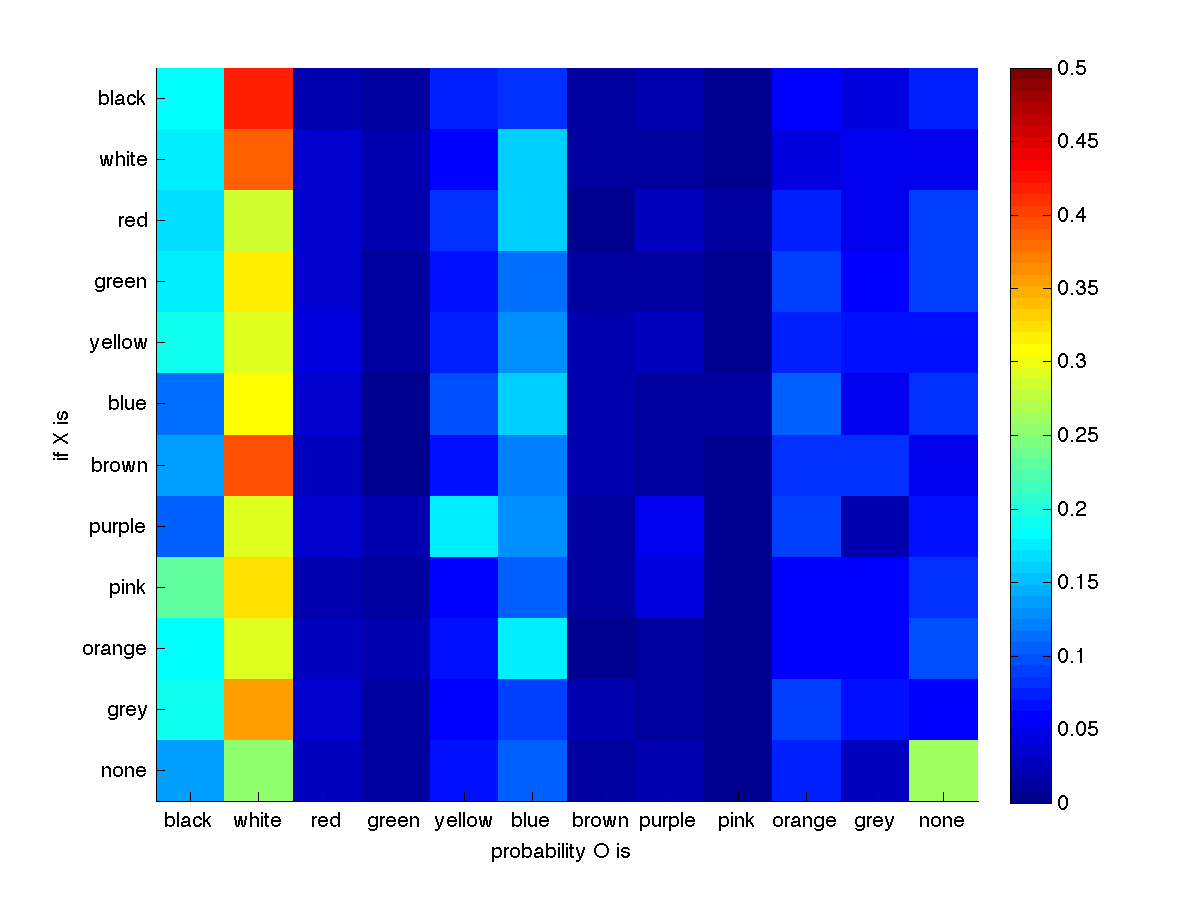 black
white
red
green
yellow
blue
brown
purple
pink
orange
grey
none
if X is
black white red green yellow blue brown purple pink orange grey none
probability O is
0.5
0.45
0.4
0.35
0.3
0.25
0.2
0.15
0.1
0.05
0